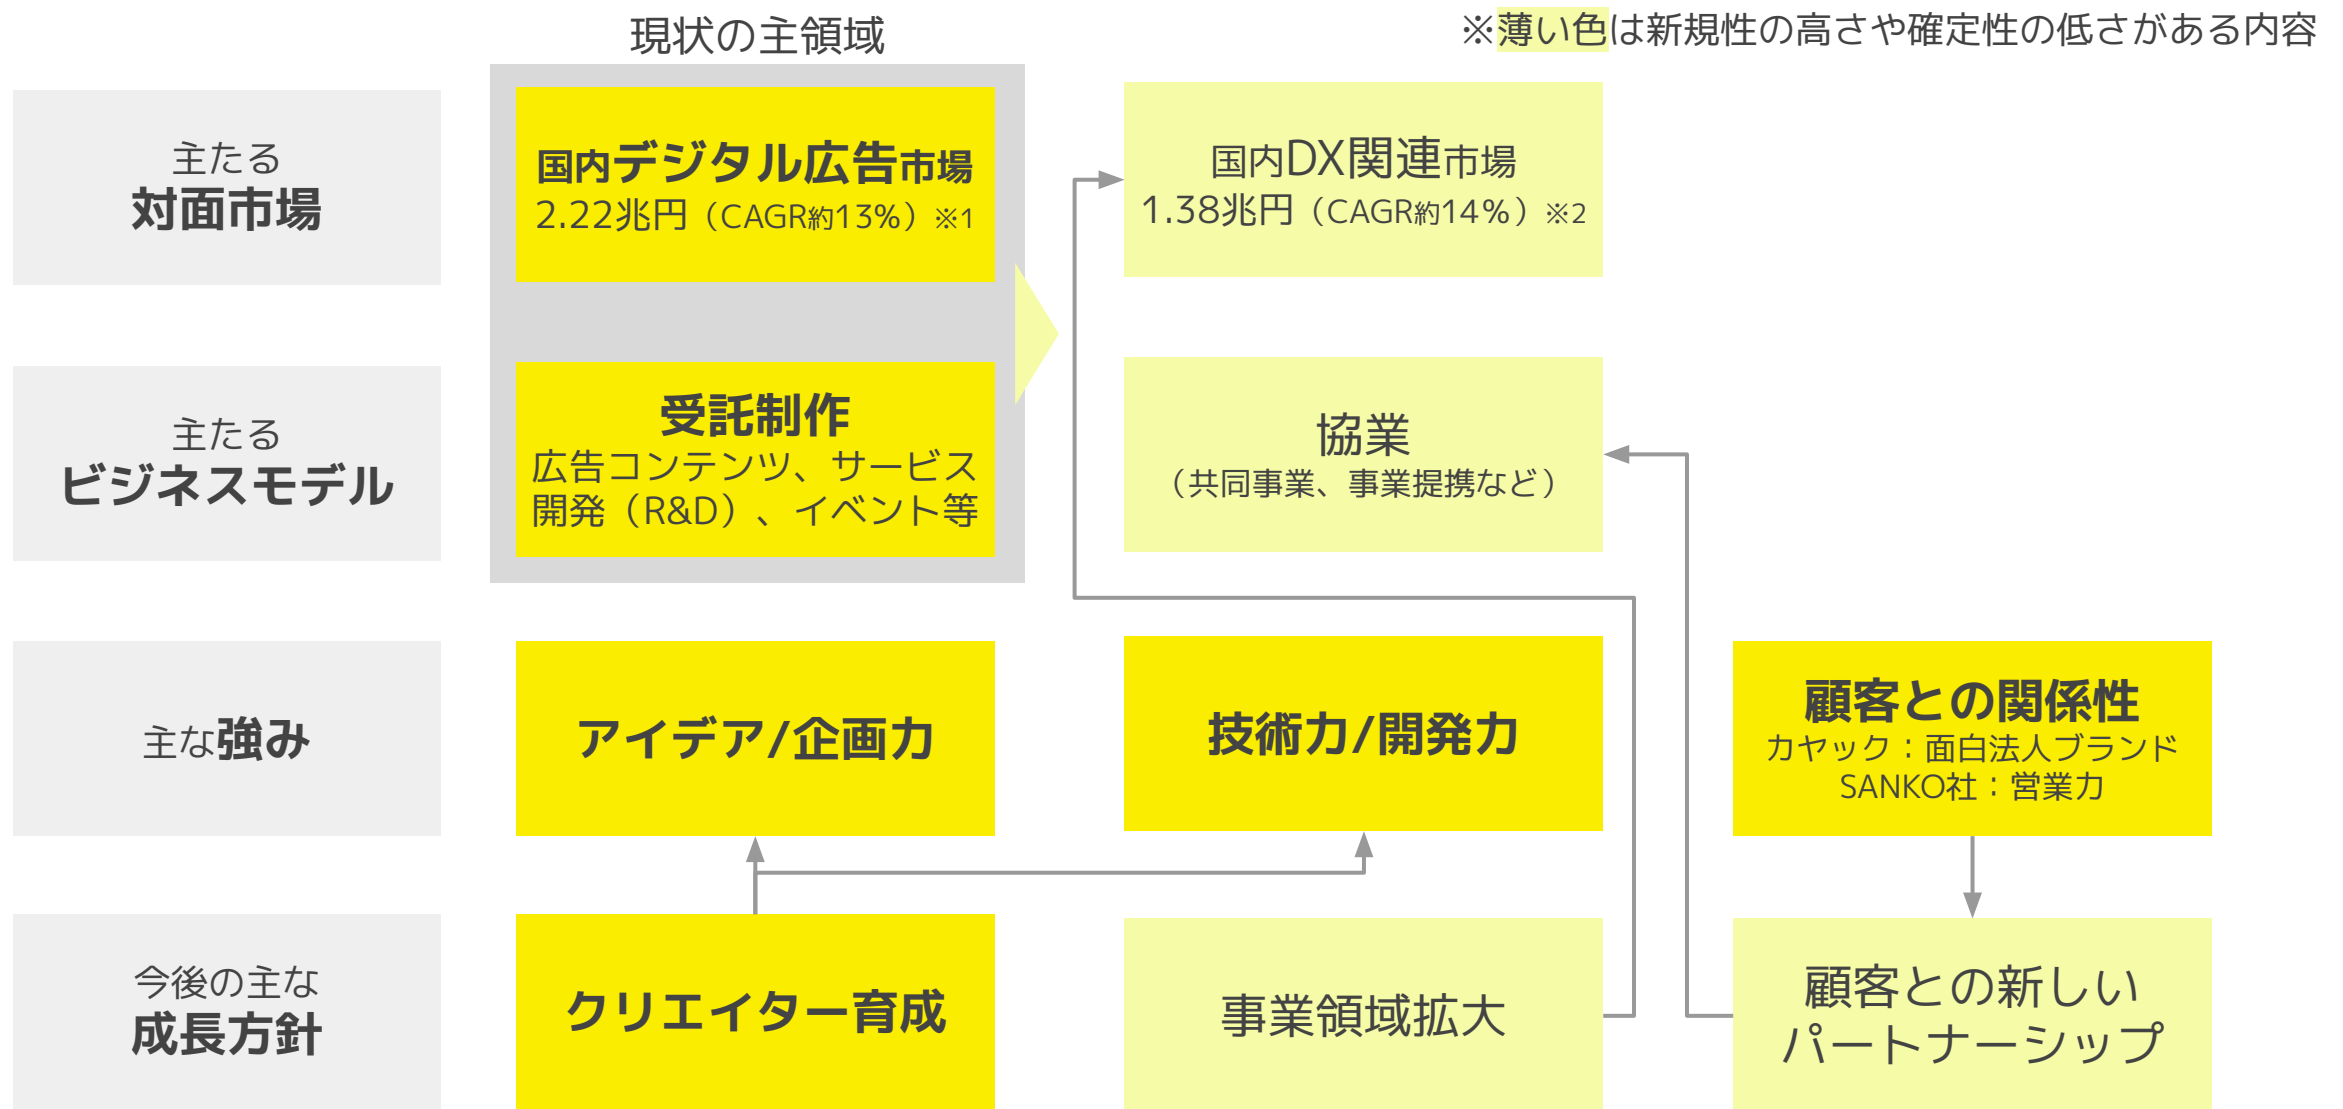 現状の主領域
※薄い色は新規性の高さや確定性の低さがある内容
主たる
対面市場
国内デジタル広告市場
2.22兆円（CAGR約13%）※1
国内DX関連市場
1.38兆円（CAGR約14%）※2
主たる
ビジネスモデル
受託制作
広告コンテンツ、サービス
開発（R&D）、イベント等
協業
（共同事業、事業提携など）
主な強み
アイデア/企画力
技術力/開発力
顧客との関係性
カヤック：面白法人ブランド
SANKO社：営業力
今後の主な
成長方針
クリエイター育成
事業領域拡大
顧客との新しい
パートナーシップ